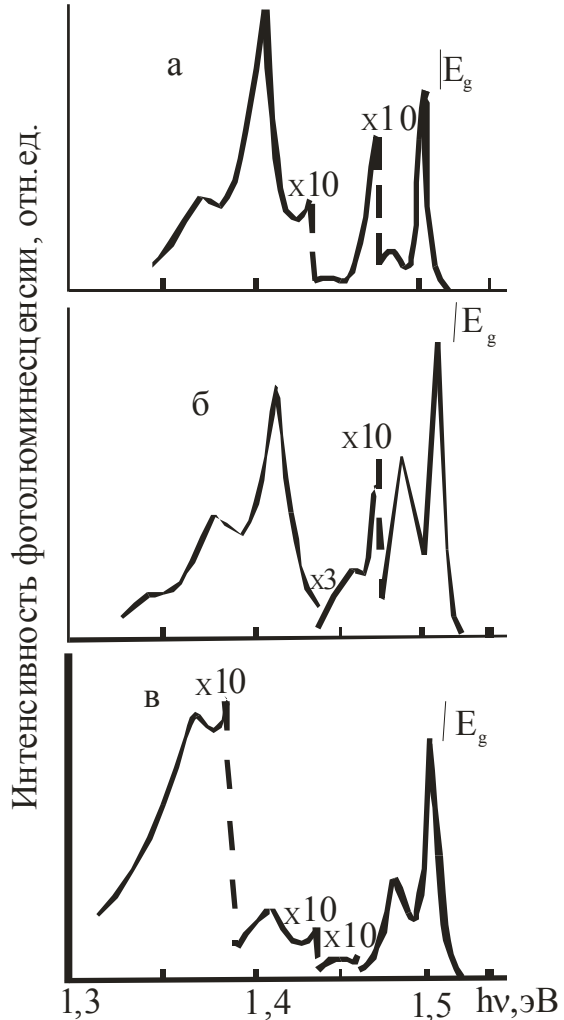 а
E_g
x10
x10
б
E_g
x10
x3
в
x10
E_g
x10
x10
Интенсивность фотолюминесценсии, отн.ед.
1,3 1,4 1,5 hν,эВ